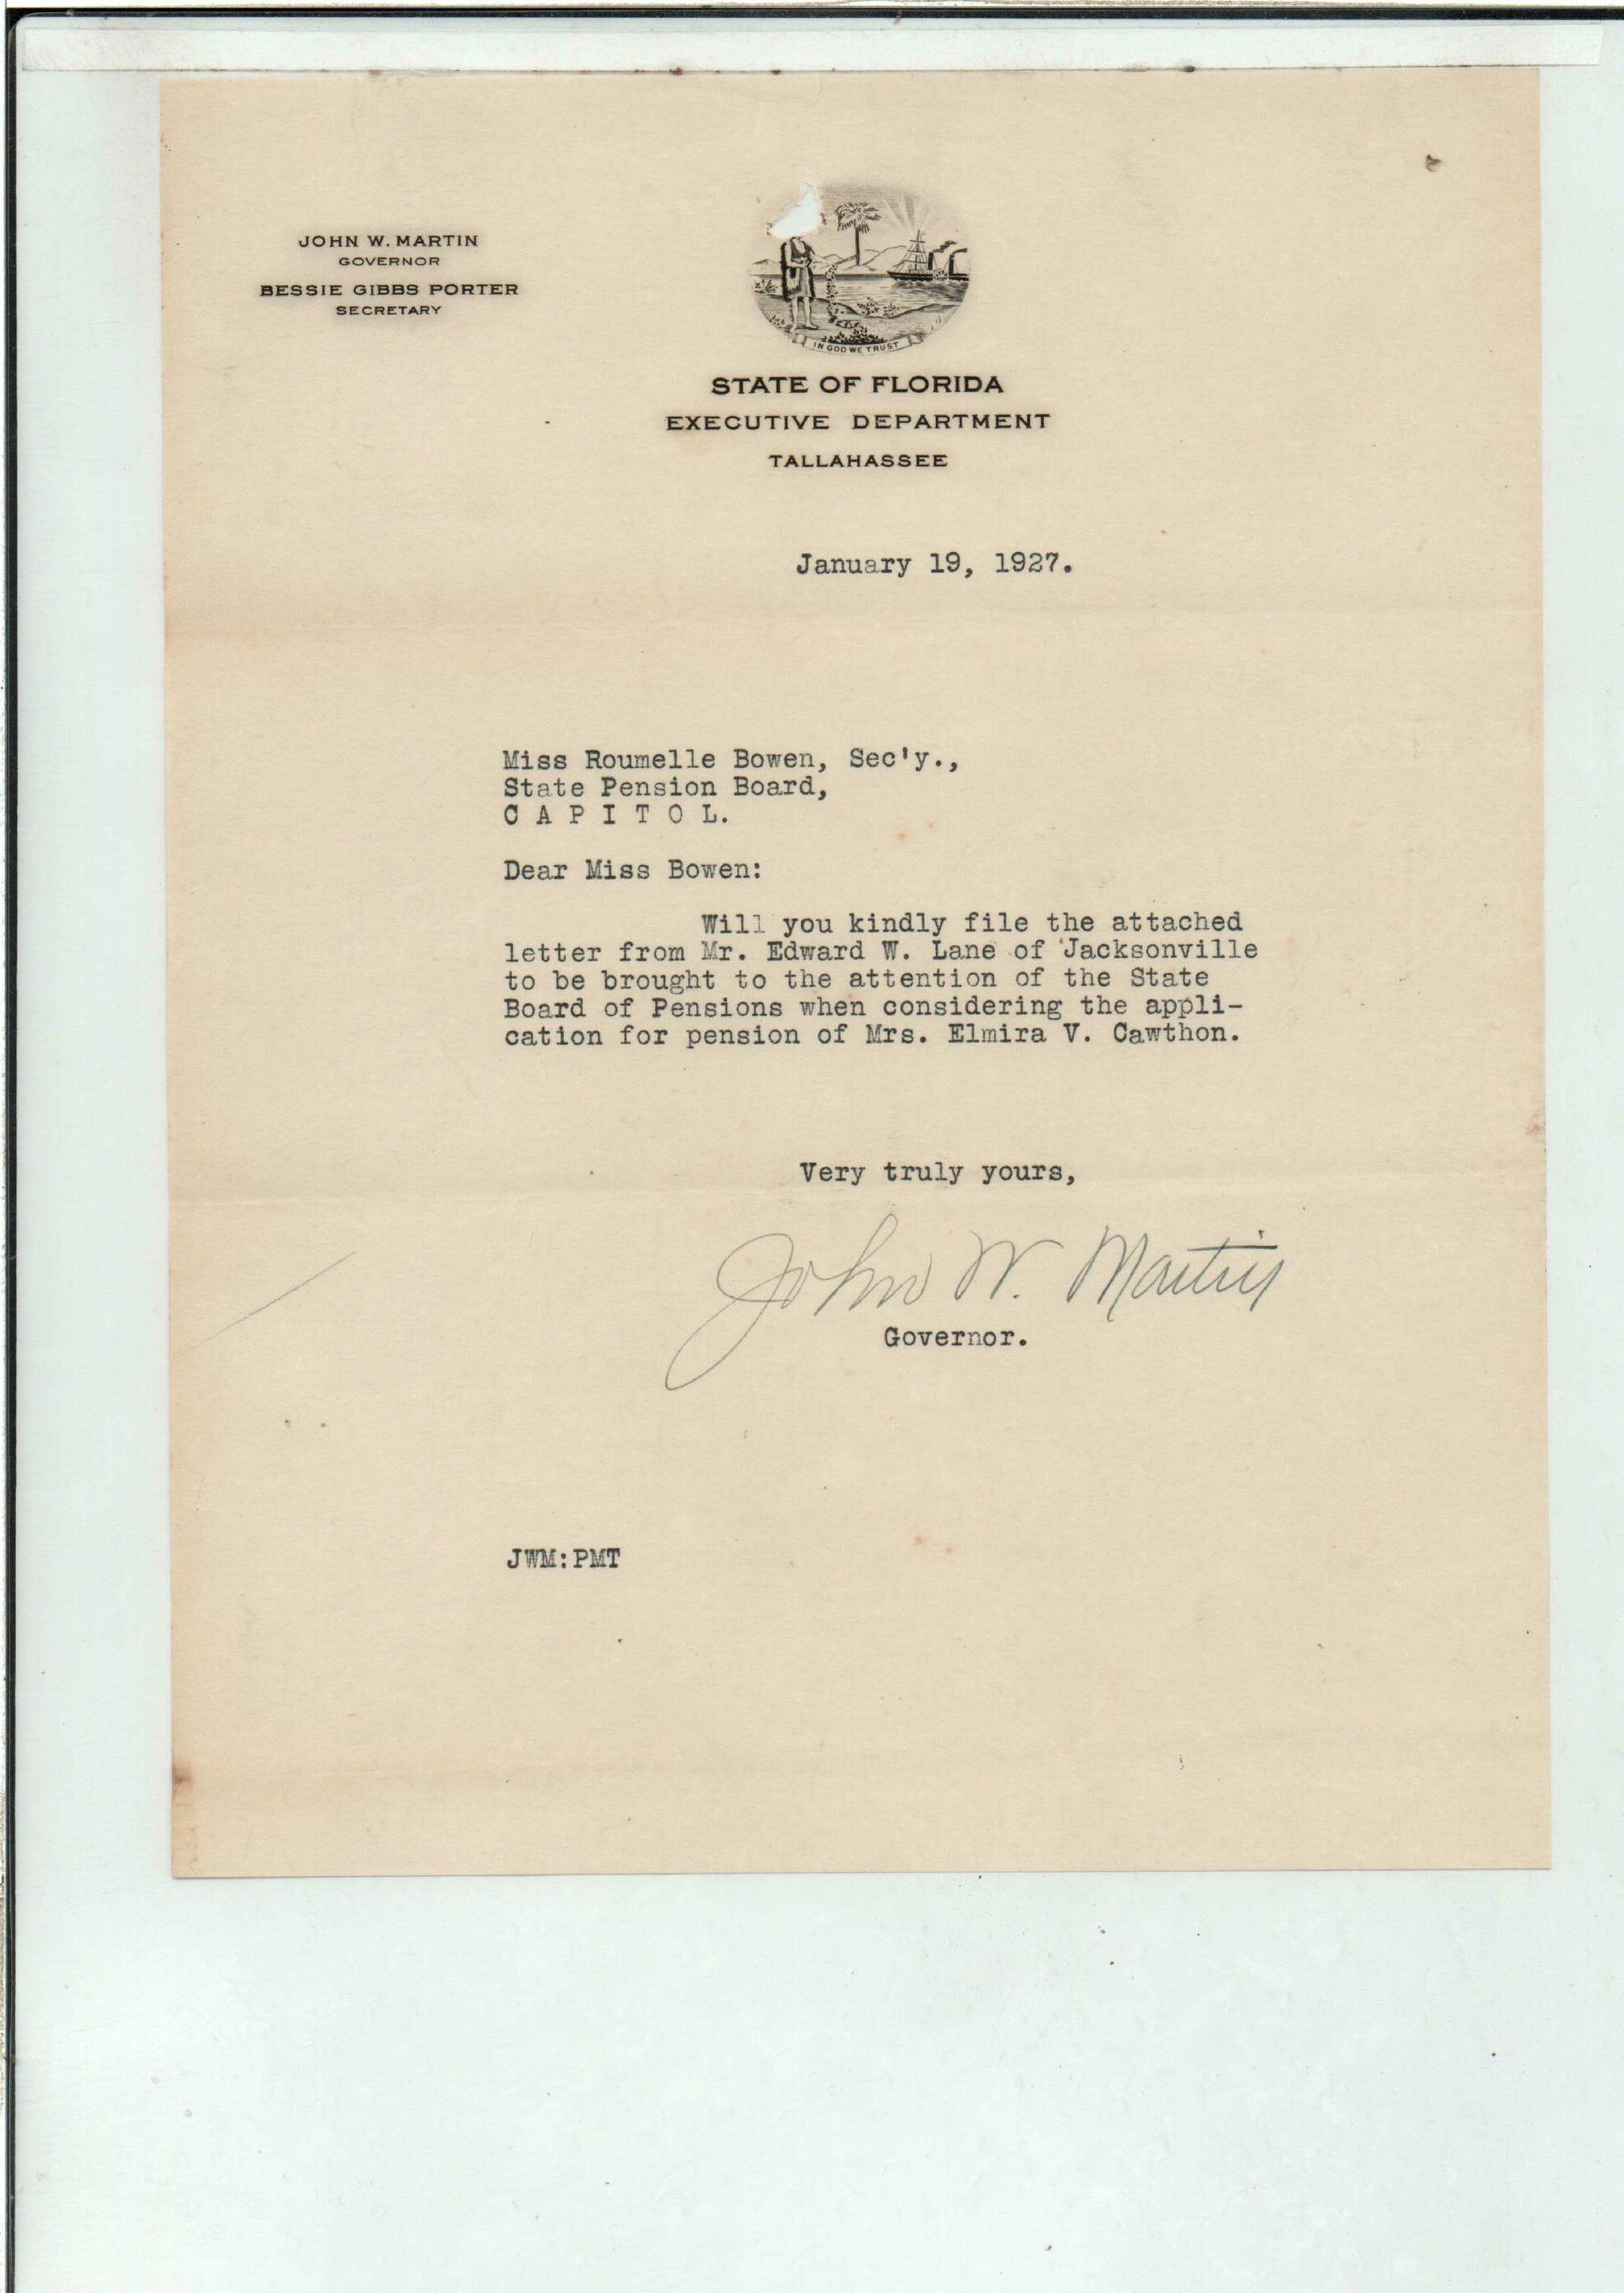 JOHN W. MARTIN
GOVERNOR
BESSIE GIBBS PORTER
SECRETARY
IN GOD WE TRUST
STATE OF FLORIDA
EXECUTIVE DEPARTMENT
TALLAHASSEE
January 19, 1927.
Miss Roumelle Bowen, Sec'y.,
State Pension Board,
C A P I T O L.
Dear Miss Bowen:
Will you kindly file the attached
letter from Mr. Edward W. Lane of Jacksonville
to be brought to the attention of the State
Board of Pensions when considering the appli-
cation for pension of Mrs. Elmira V. Cawthon.
Very truly yours,
John W. Martin
Governor.
JWM:PMT